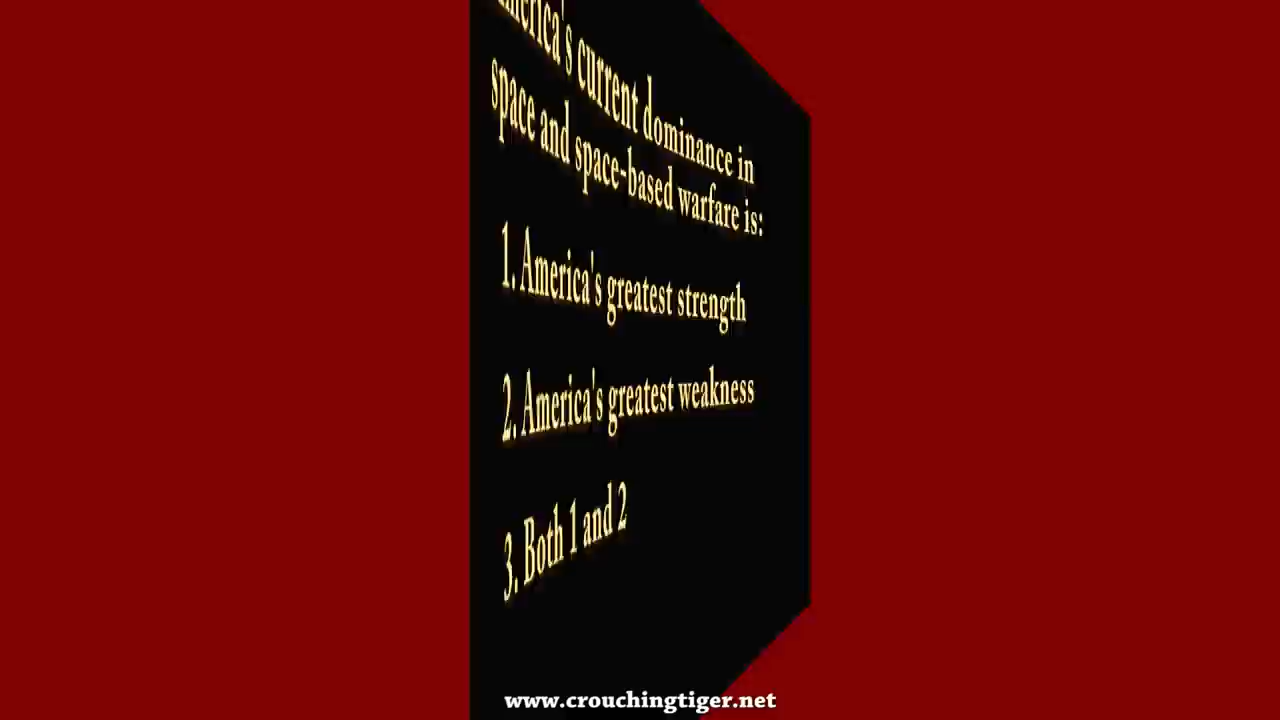 America's current dominance in
space and space-based warfare is:
1. America's greatest strength
2. America's greatest weakness
3. Both 1 and 2
www.crouchingtiger.net